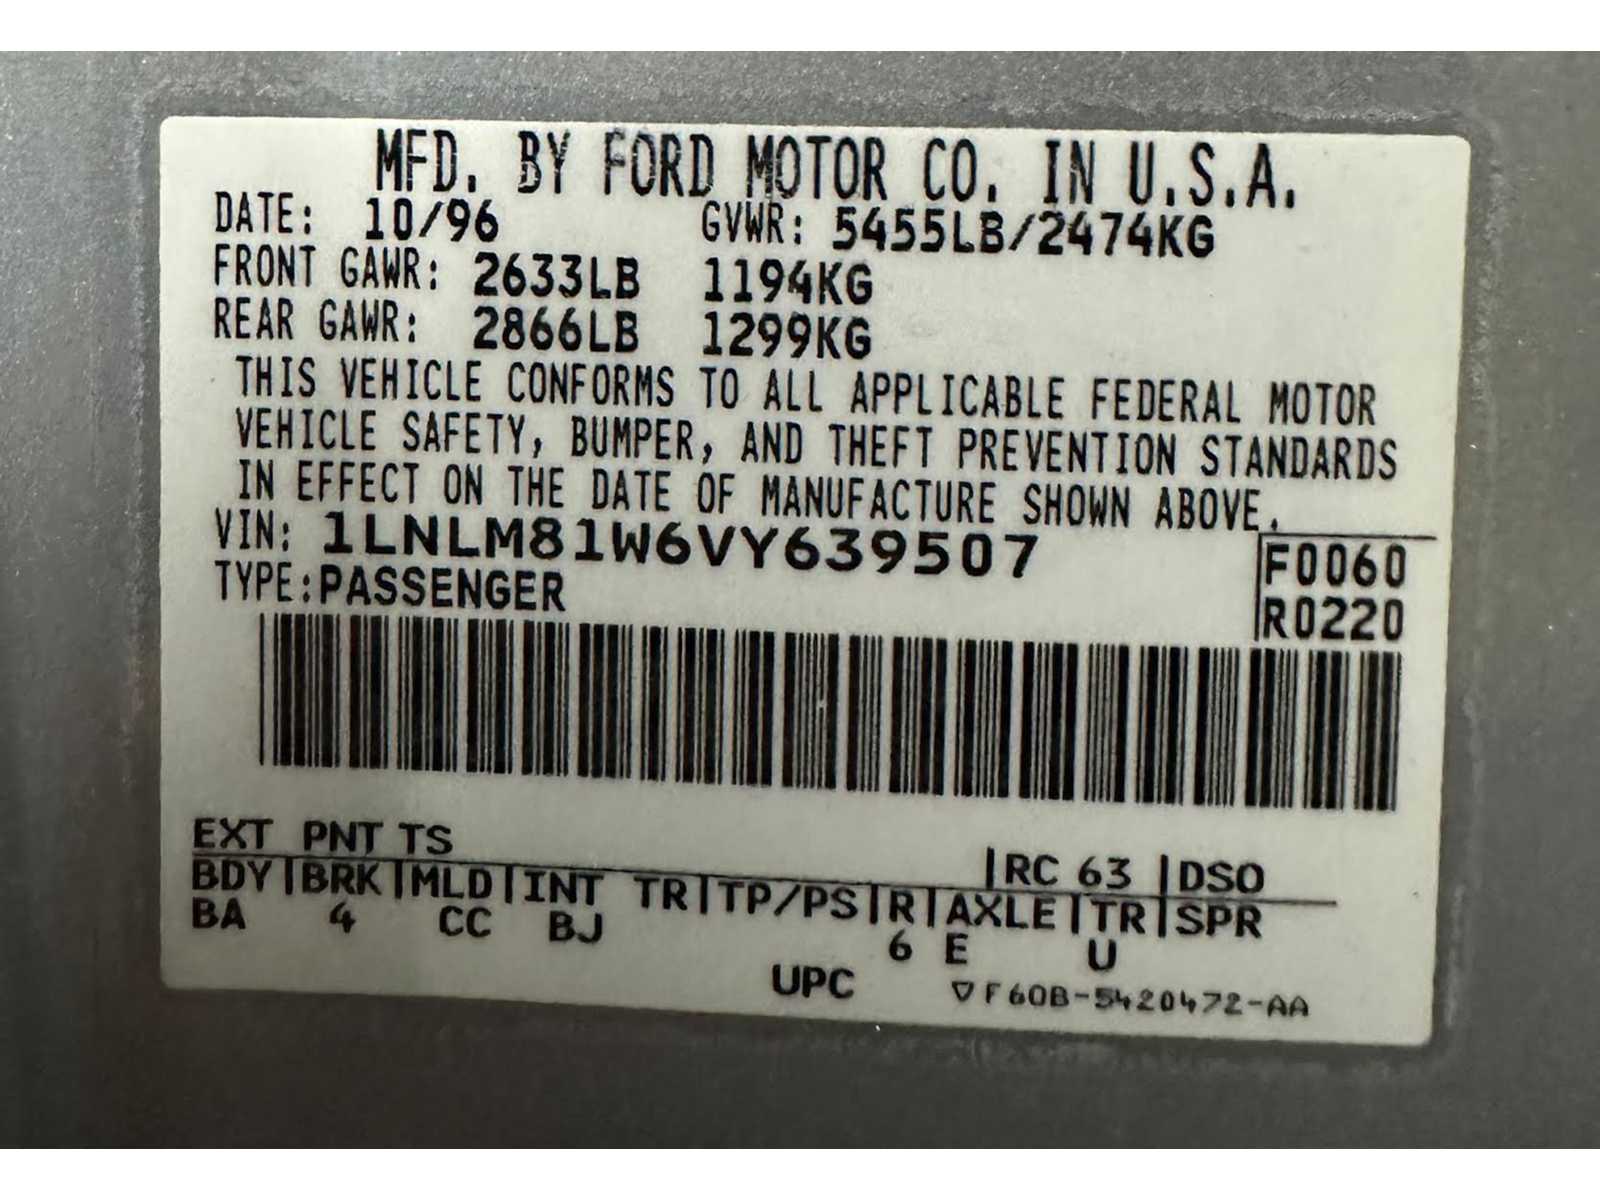 MFD. BY FORD MOTOR CO. IN U.S.A.
DATE: 10/96 GVWR: 5455LB/2474KG
FRONT GAWR: 2633LB 1194KG
REAR GAWR: 2866LB 1299KG
THIS VEHICLE CONFORMS TO ALL APPLICABLE FEDERAL MOTOR
VEHICLE SAFETY, BUMPER, AND THEFT PREVENTION STANDARDS
IN EFFECT ON THE DATE OF MANUFACTURE SHOWN ABOVE.
VIN: 1LNLM81W6VY639507
TYPE: PASSENGER
F0060
R0220
EXT PNT TS
RC 63 DSO
BDY BRK MLD INT TR TP/PS R AXLE TR SPR
BA 4 CC BJ 6 E U
UPC
▽F60B-5420472-AA